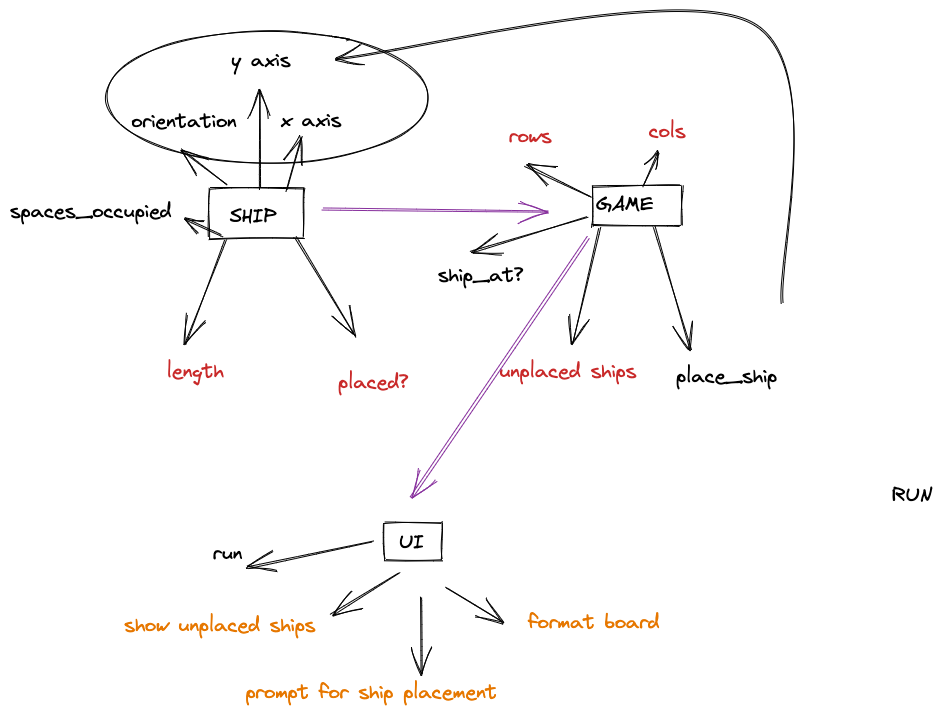 y axis
orientation
x axis
rows
cols
spaces_occupied
SHIP
GAME
ship_at?
length
placed?
unplaced ships
place_ship
RUN
UI
run
show unplaced ships
format board
prompt for ship placement